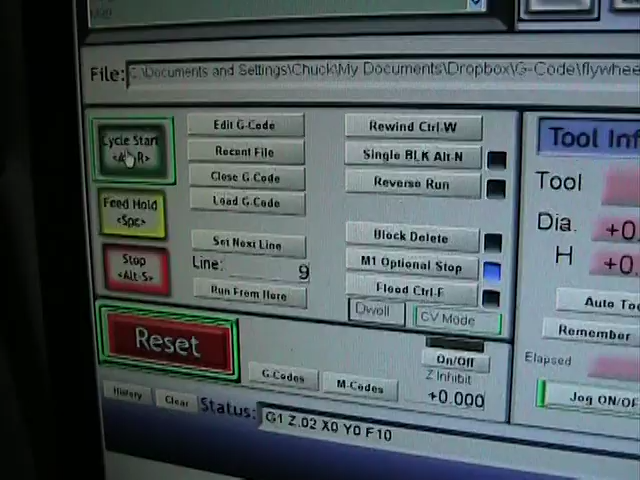 File: C:\Documents and Settings\Chuck\My Documents\Dropbox\G-Code\flywhee
Cycle Start
<Alt-R>
Feed Hold
<Spc>
Stop
<Alt-S>
Reset
Edit G-Code
Recent File
Close G-Code
Load G-Code
Set Next Line
Line: 9
Run From Here
Rewind Ctrl-W
Single BLK Alt-N
Reverse Run
Block Delete
M1 Optional Stop
Flood Ctrl-F
Dwell
CV Mode
G-Codes
M-Codes
On/Off
Z Inhibit
+0.000
History
Clear
Status: G1 Z.02 X0 Y0 F10
Tool Inf
Tool
Dia. +0
H +0
Auto To
Remember
Elapsed
Jog ON/OF